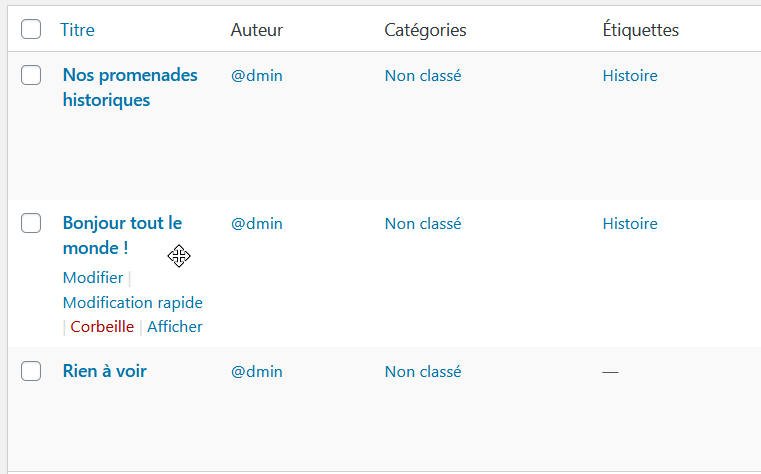 Titre Auteur Catégories Étiquettes
Nos promenades @dmin Non classé Histoire
historiques
Bonjour tout le @dmin Non classé Histoire
monde !
Modifier |
Modification rapide
| Corbeille | Afficher
Rien à voir @dmin Non classé —